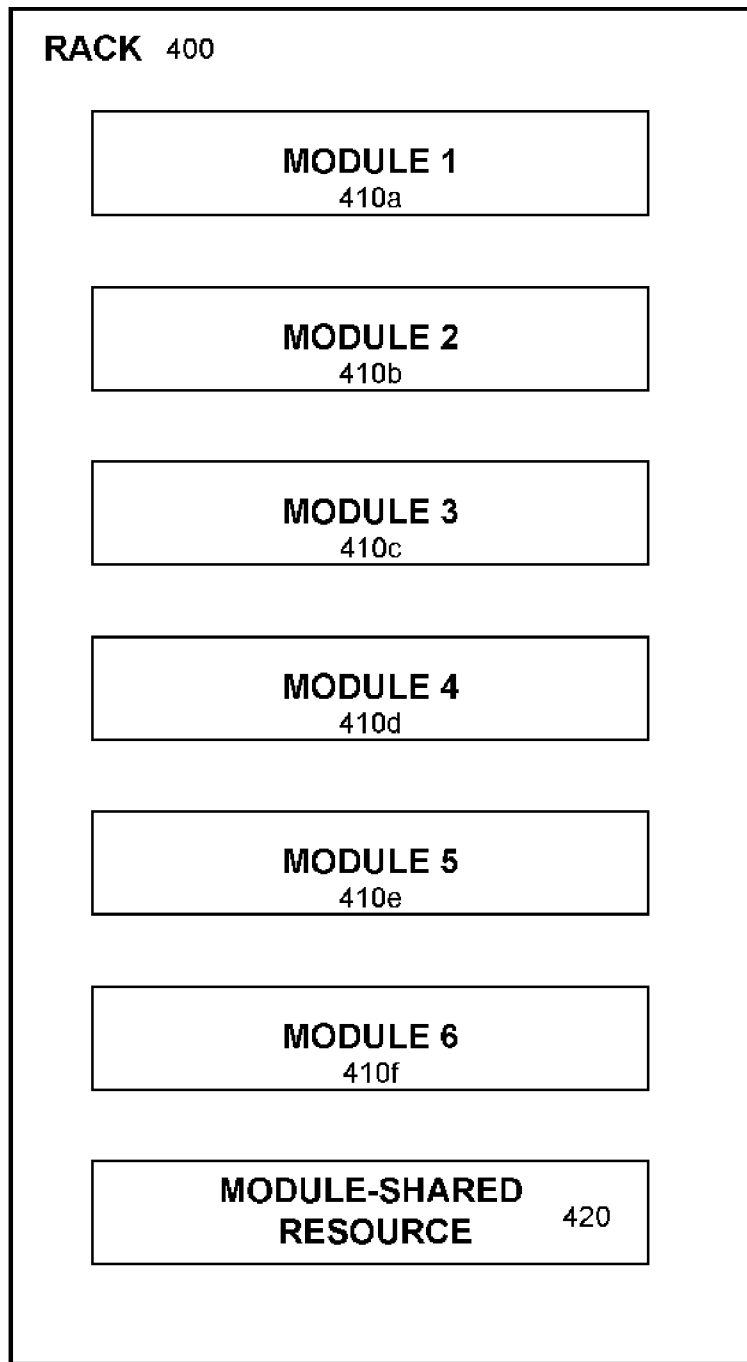 RACK 400
MODULE 1
410a
MODULE 2
410b
MODULE 3
410c
MODULE 4
410d
MODULE 5
410e
MODULE 6
410f
MODULE-SHARED
RESOURCE 420